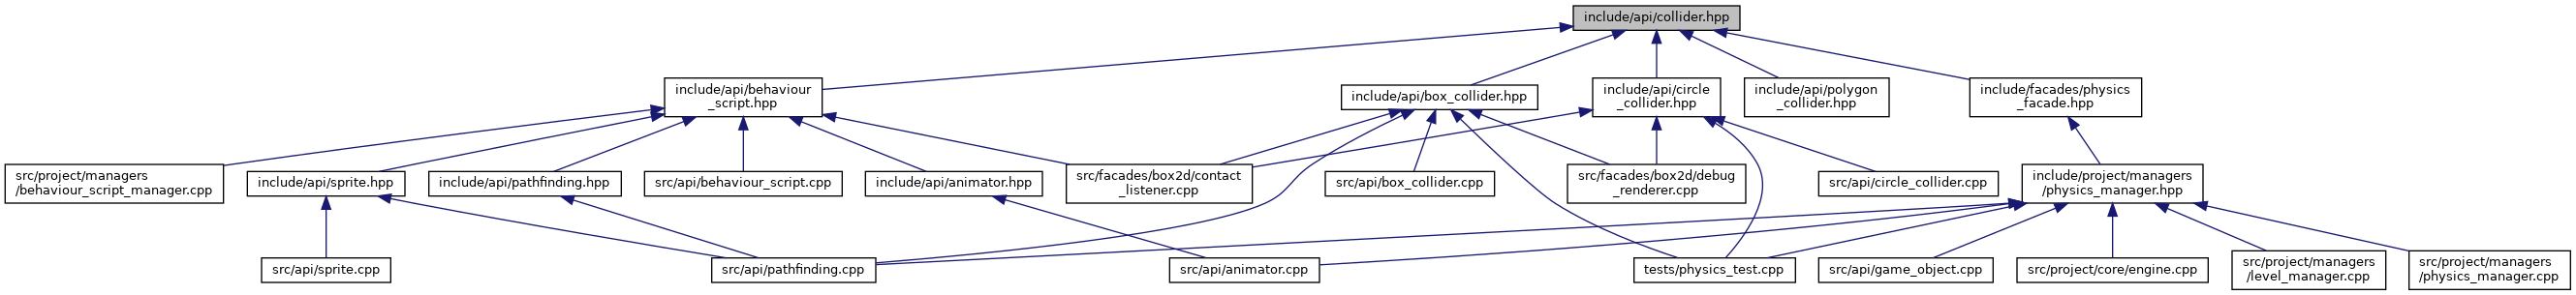 include/api/collider.hpp
include/api/behaviour
_script.hpp
include/api/box_collider.hpp
include/api/circle
_collider.hpp
include/api/polygon
_collider.hpp
include/facades/physics
_facade.hpp
src/project/managers
/behaviour_script_manager.cpp
include/api/sprite.hpp
include/api/pathfinding.hpp
src/api/behaviour_script.cpp
include/api/animator.hpp
src/facades/box2d/contact
_listener.cpp
src/api/box_collider.cpp
src/facades/box2d/debug
_renderer.cpp
src/api/circle_collider.cpp
include/project/managers
/physics_manager.hpp
src/api/sprite.cpp
src/api/pathfinding.cpp
src/api/animator.cpp
tests/physics_test.cpp
src/api/game_object.cpp
src/project/core/engine.cpp
src/project/managers
/level_manager.cpp
src/project/managers
/physics_manager.cpp